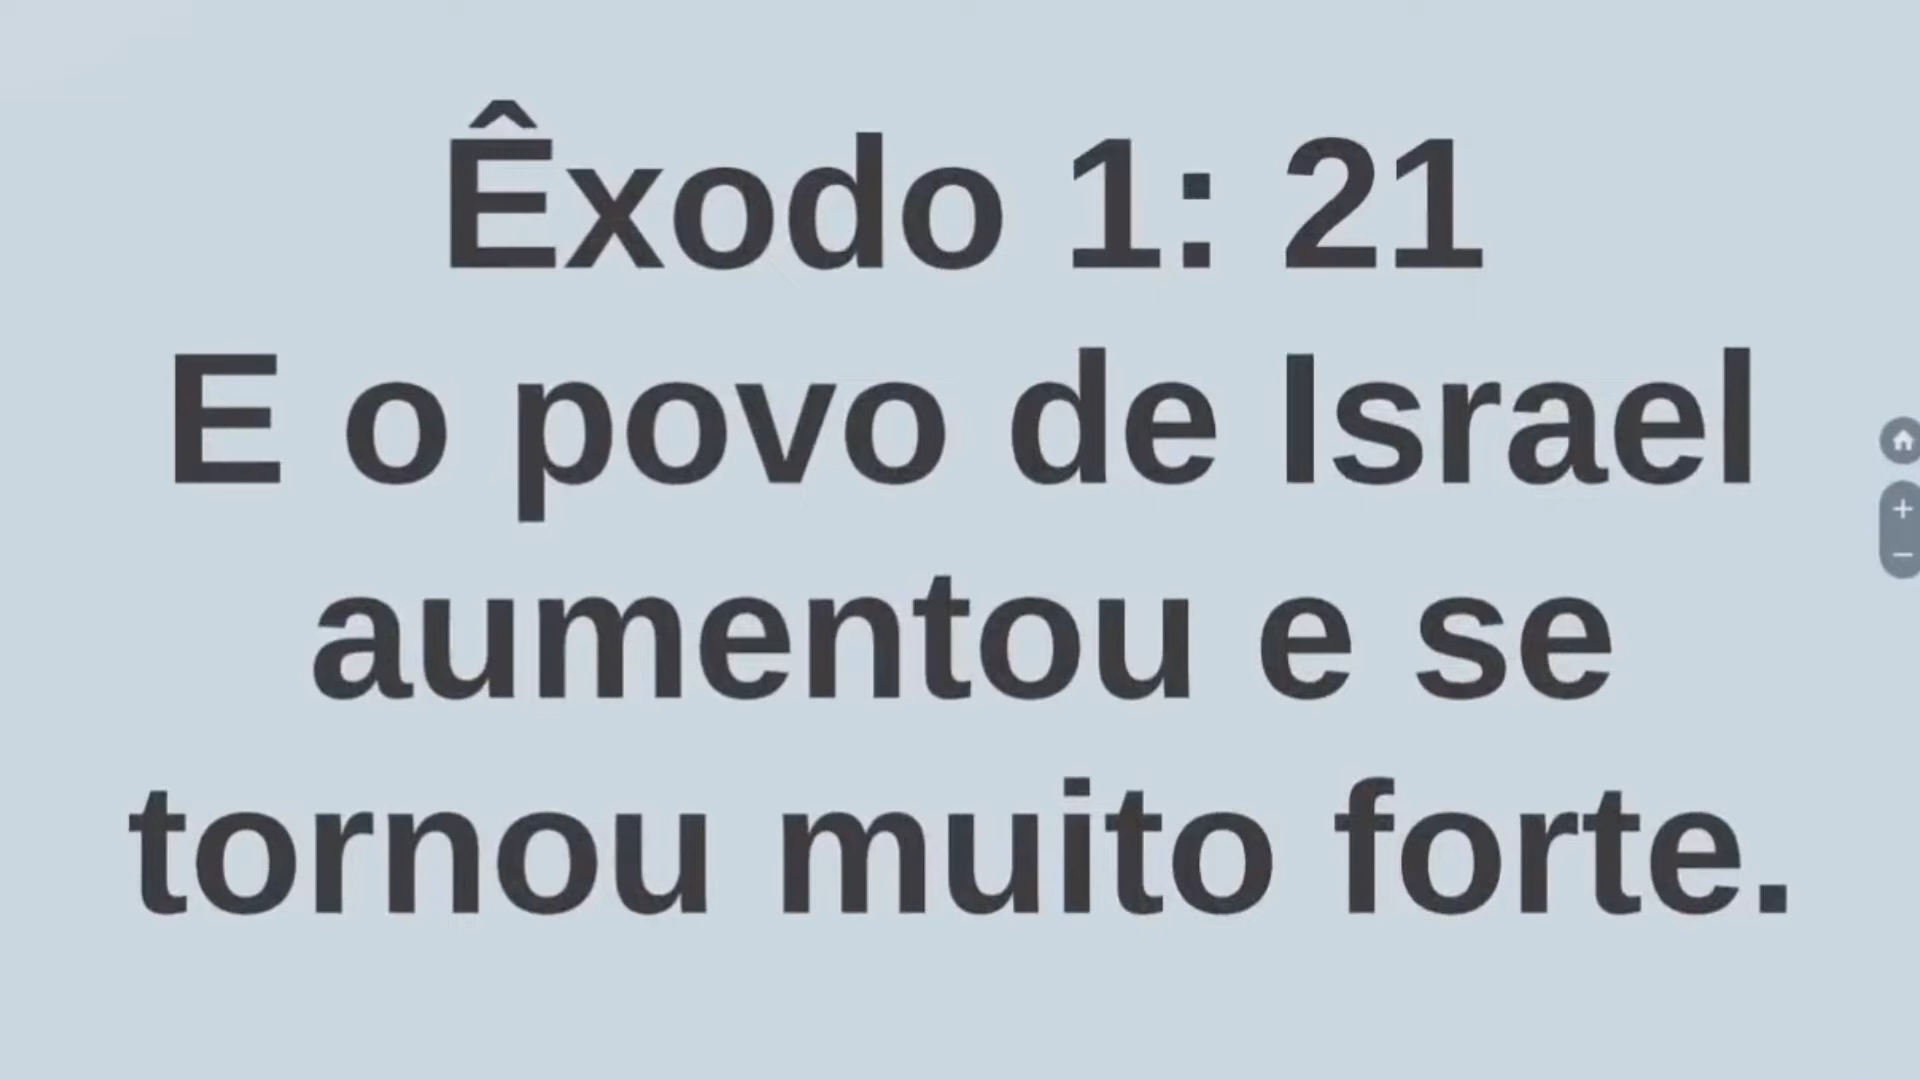 Êxodo 1: 21
E o povo de Israel
aumentou e se
tornou muito forte.